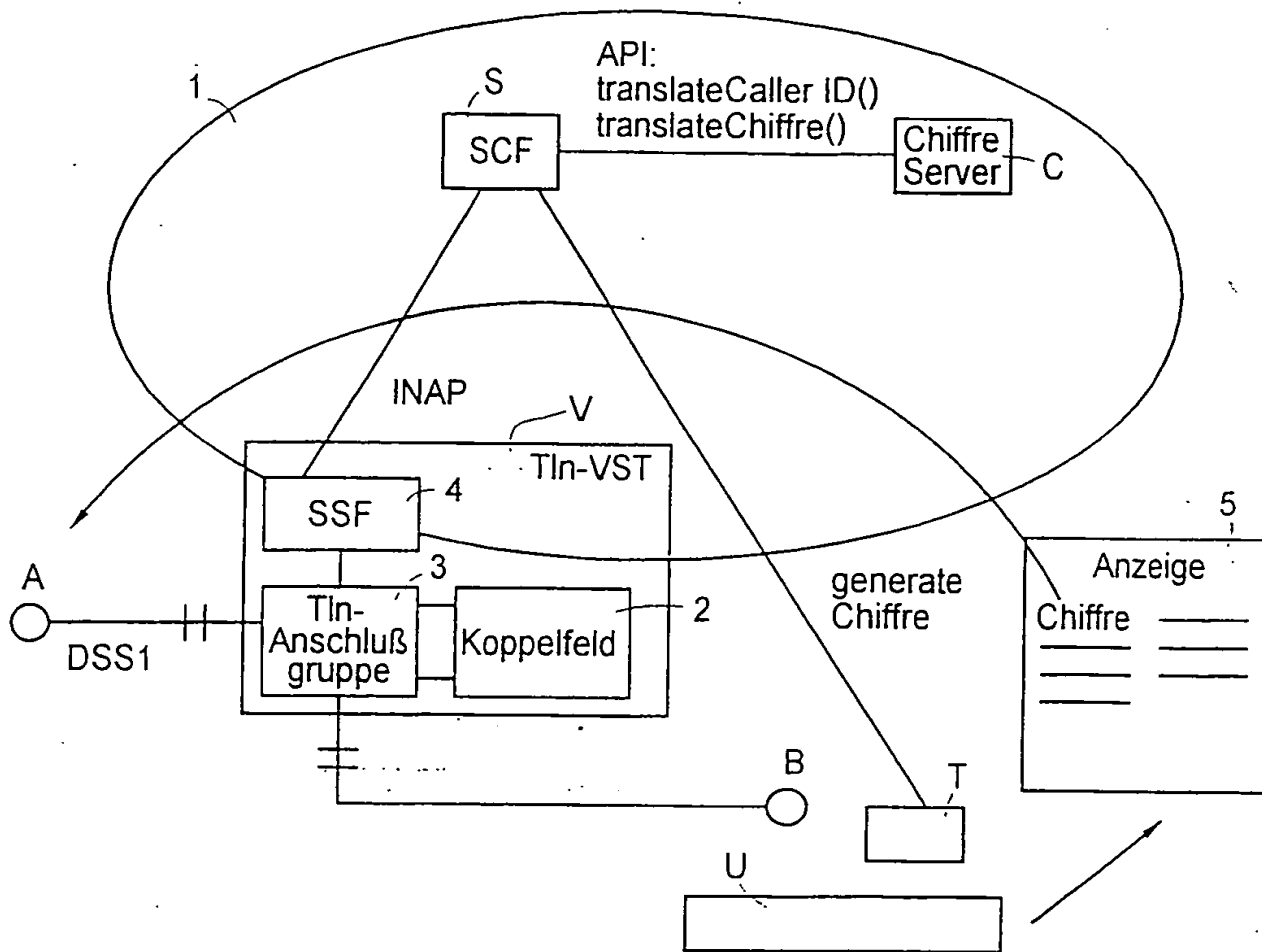 1
S
SCF
API:
translateCaller ID()
translateChiffre()
Chiffre
Server
C
INAP
V
Tln-VST
SSF
4
A
DSS1
3
Tln-
Anschluß
gruppe
Koppelfeld
2
generate
Chiffre
5
Anzeige
Chiffre
B
T
U